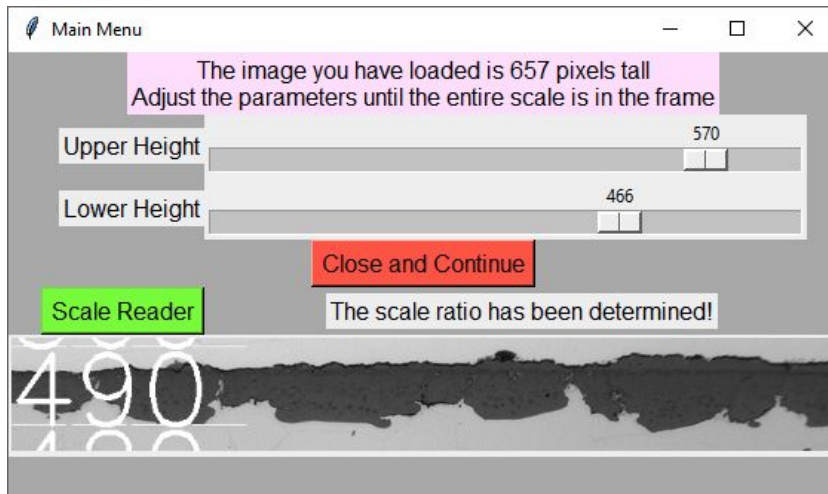 Main Menu
The image you have loaded is 657 pixels tall
Adjust the parameters until the entire scale is in the frame
570
Upper Height
466
Lower Height
Close and Continue
Scale Reader
The scale ratio has been determined!
490